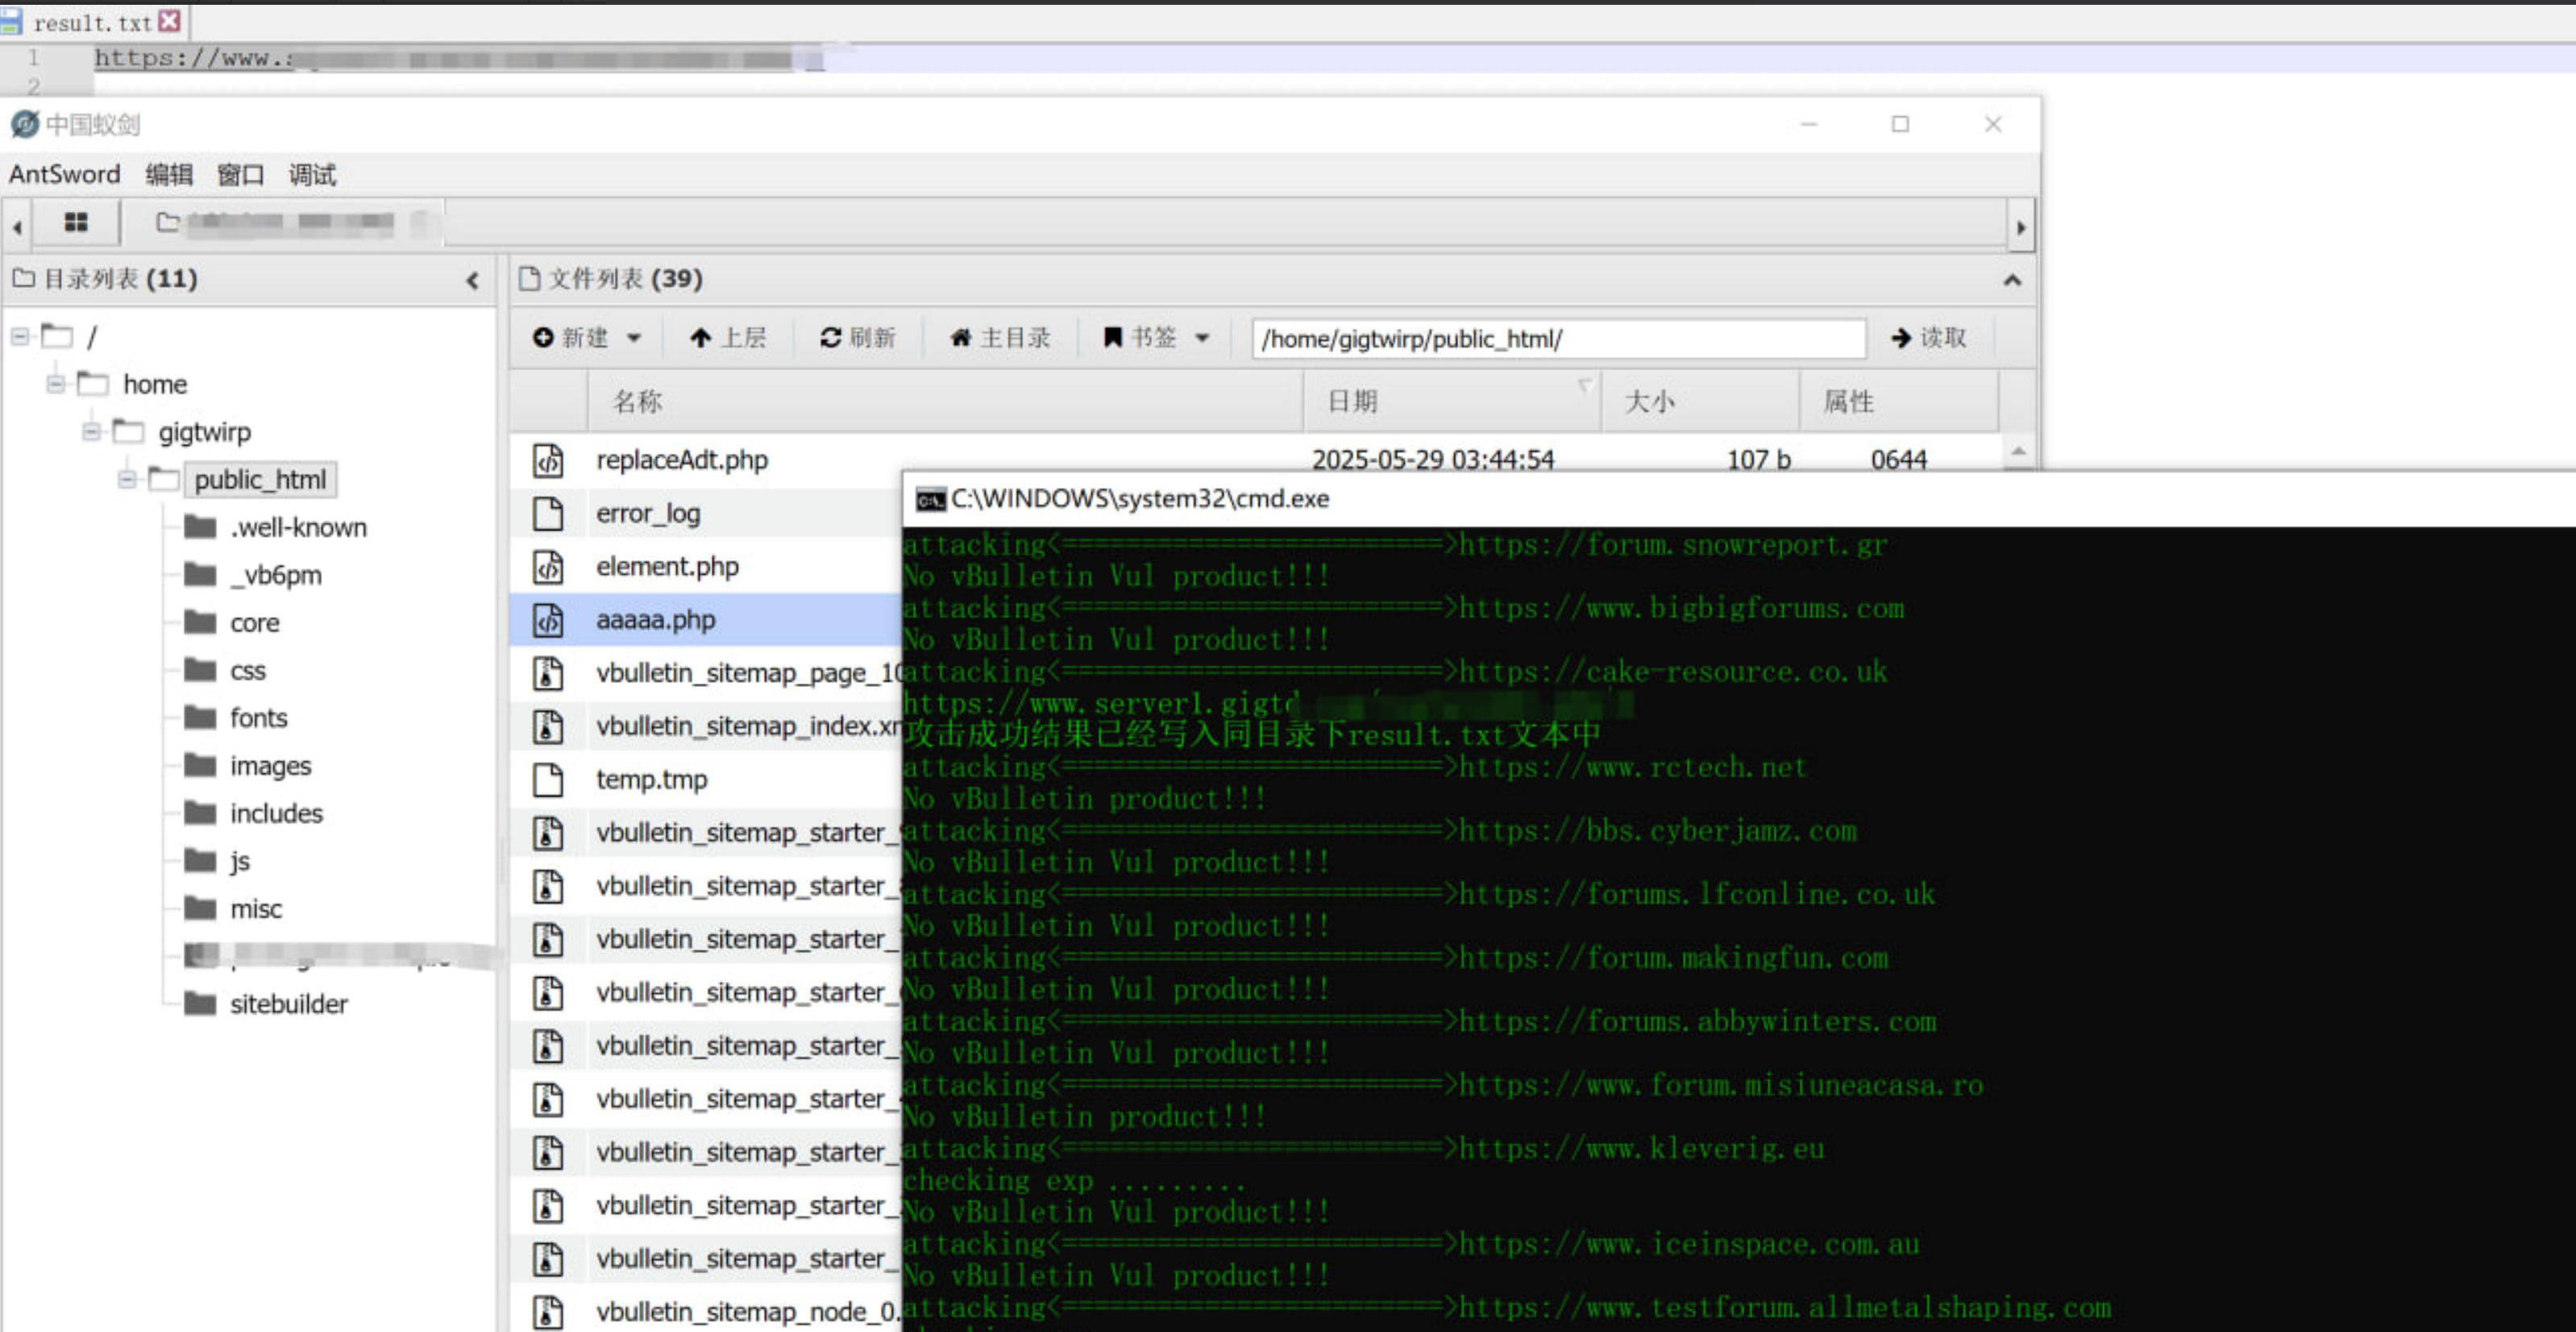 result.txt
1 https://www.
2
中国蚁剑
AntSword 编辑 窗口 调试
目录列表 (11)
/
home
gigtwirp
public_html
.well-known
_vb6pm
core
css
fonts
images
includes
js
misc
sitebuilder
文件列表 (39)
新建 上层 刷新 主目录 书签 /home/gigtwirp/public_html/ 读取
名称 日期 大小 属性
replaceAdt.php 2025-05-29 03:44:54 107 b 0644
error_log
element.php
aaaaa.php
vbulletin_sitemap_page_10
vbulletin_sitemap_index.xm
temp.tmp
vbulletin_sitemap_starter_
vbulletin_sitemap_starter_
vbulletin_sitemap_starter_
vbulletin_sitemap_starter_
vbulletin_sitemap_starter_
vbulletin_sitemap_starter_
vbulletin_sitemap_starter_
vbulletin_sitemap_starter_
vbulletin_sitemap_starter_
vbulletin_sitemap_node_0.
C:\WINDOWS\system32\cmd.exe
attacking<========================>https://forum.snowreport.gr
No vBulletin Vul product!!!
attacking<========================>https://www.bigbigforums.com
No vBulletin Vul product!!!
attacking<========================>https://cake-resource.co.uk
https://www.server1.gigto
攻击成功结果已经写入同目录下result.txt文本中
attacking<========================>https://www.rctech.net
No vBulletin product!!!
attacking<========================>https://bbs.cyberjamz.com
No vBulletin Vul product!!!
attacking<========================>https://forums.lfconline.co.uk
No vBulletin Vul product!!!
attacking<========================>https://forum.makingfun.com
No vBulletin Vul product!!!
attacking<========================>https://forums.abbywinters.com
No vBulletin Vul product!!!
attacking<========================>https://www.forum.misiuneacasa.ro
No vBulletin product!!!
attacking<========================>https://www.kleverig.eu
checking exp .........
No vBulletin Vul product!!!
attacking<========================>https://www.iceinspace.com.au
No vBulletin Vul product!!!
attacking<========================>https://www.testforum.allmetalshaping.com